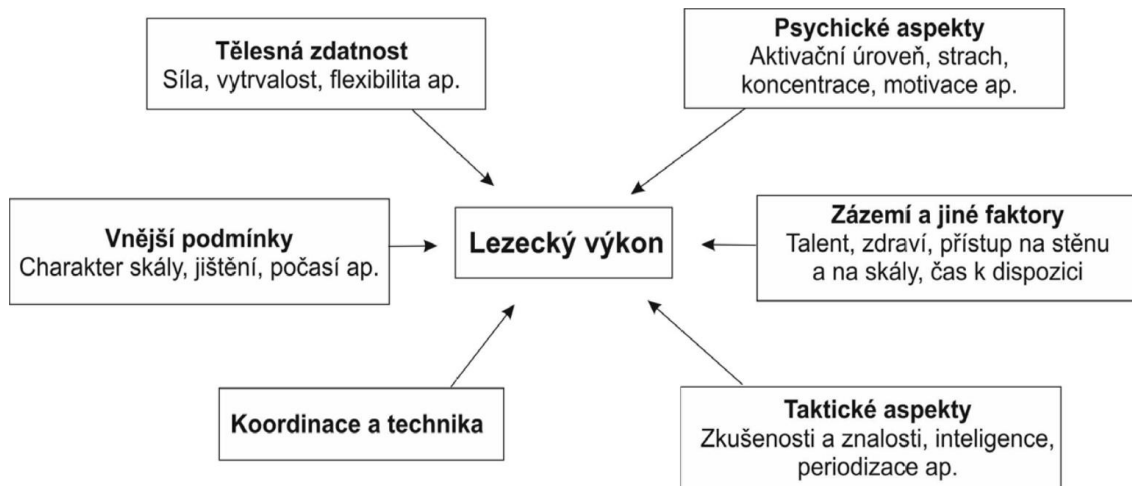 Tělesná zdatnost
Síla, vytrvalost, flexibilita ap.
Psychické aspekty
Aktivační úroveň, strach,
koncentrace, motivace ap.
Vnější podmínky
Charakter skály, jištění, počasí ap.
Lezecký výkon
Zázemí a jiné faktory
Talent, zdraví, přístup na stěnu
a na skály, čas k dispozici
Koordinace a technika
Taktické aspekty
Zkušenosti a znalosti, inteligence,
periodizace ap.